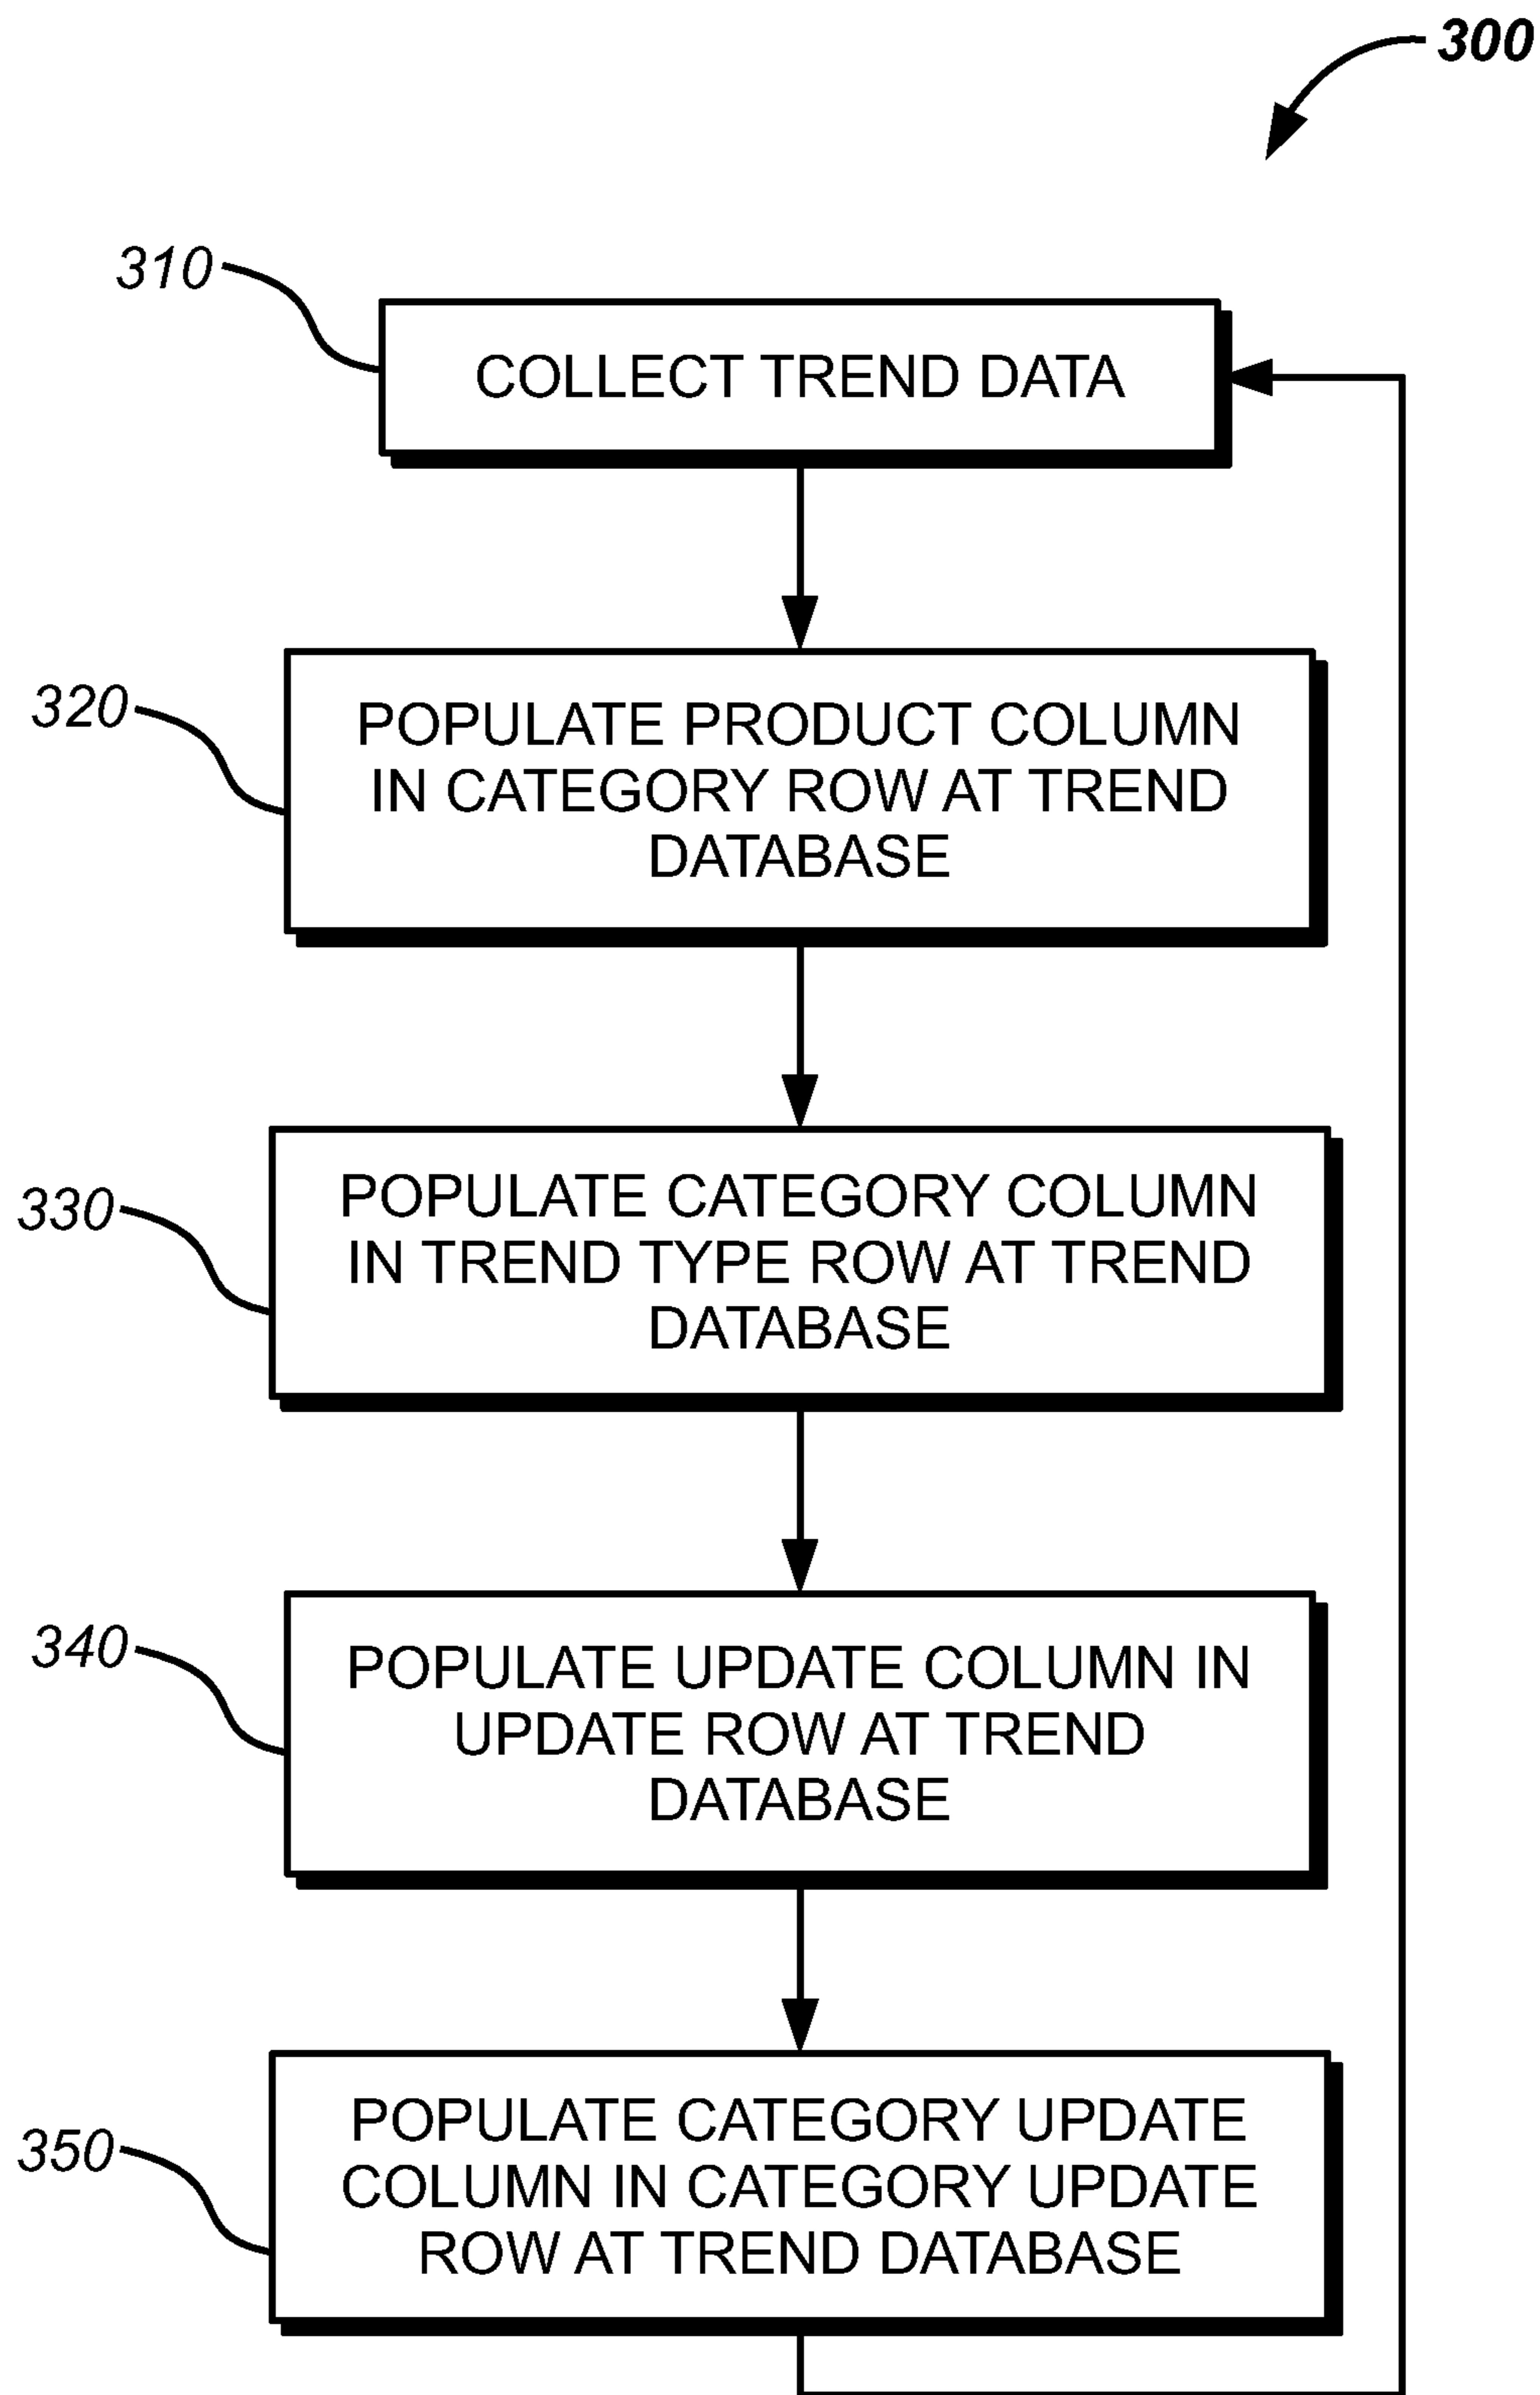 300
310
COLLECT TREND DATA
320
POPULATE PRODUCT COLUMN
IN CATEGORY ROW AT TREND
DATABASE
330
POPULATE CATEGORY COLUMN
IN TREND TYPE ROW AT TREND
DATABASE
340
POPULATE UPDATE COLUMN IN
UPDATE ROW AT TREND
DATABASE
350
POPULATE CATEGORY UPDATE
COLUMN IN CATEGORY UPDATE
ROW AT TREND DATABASE